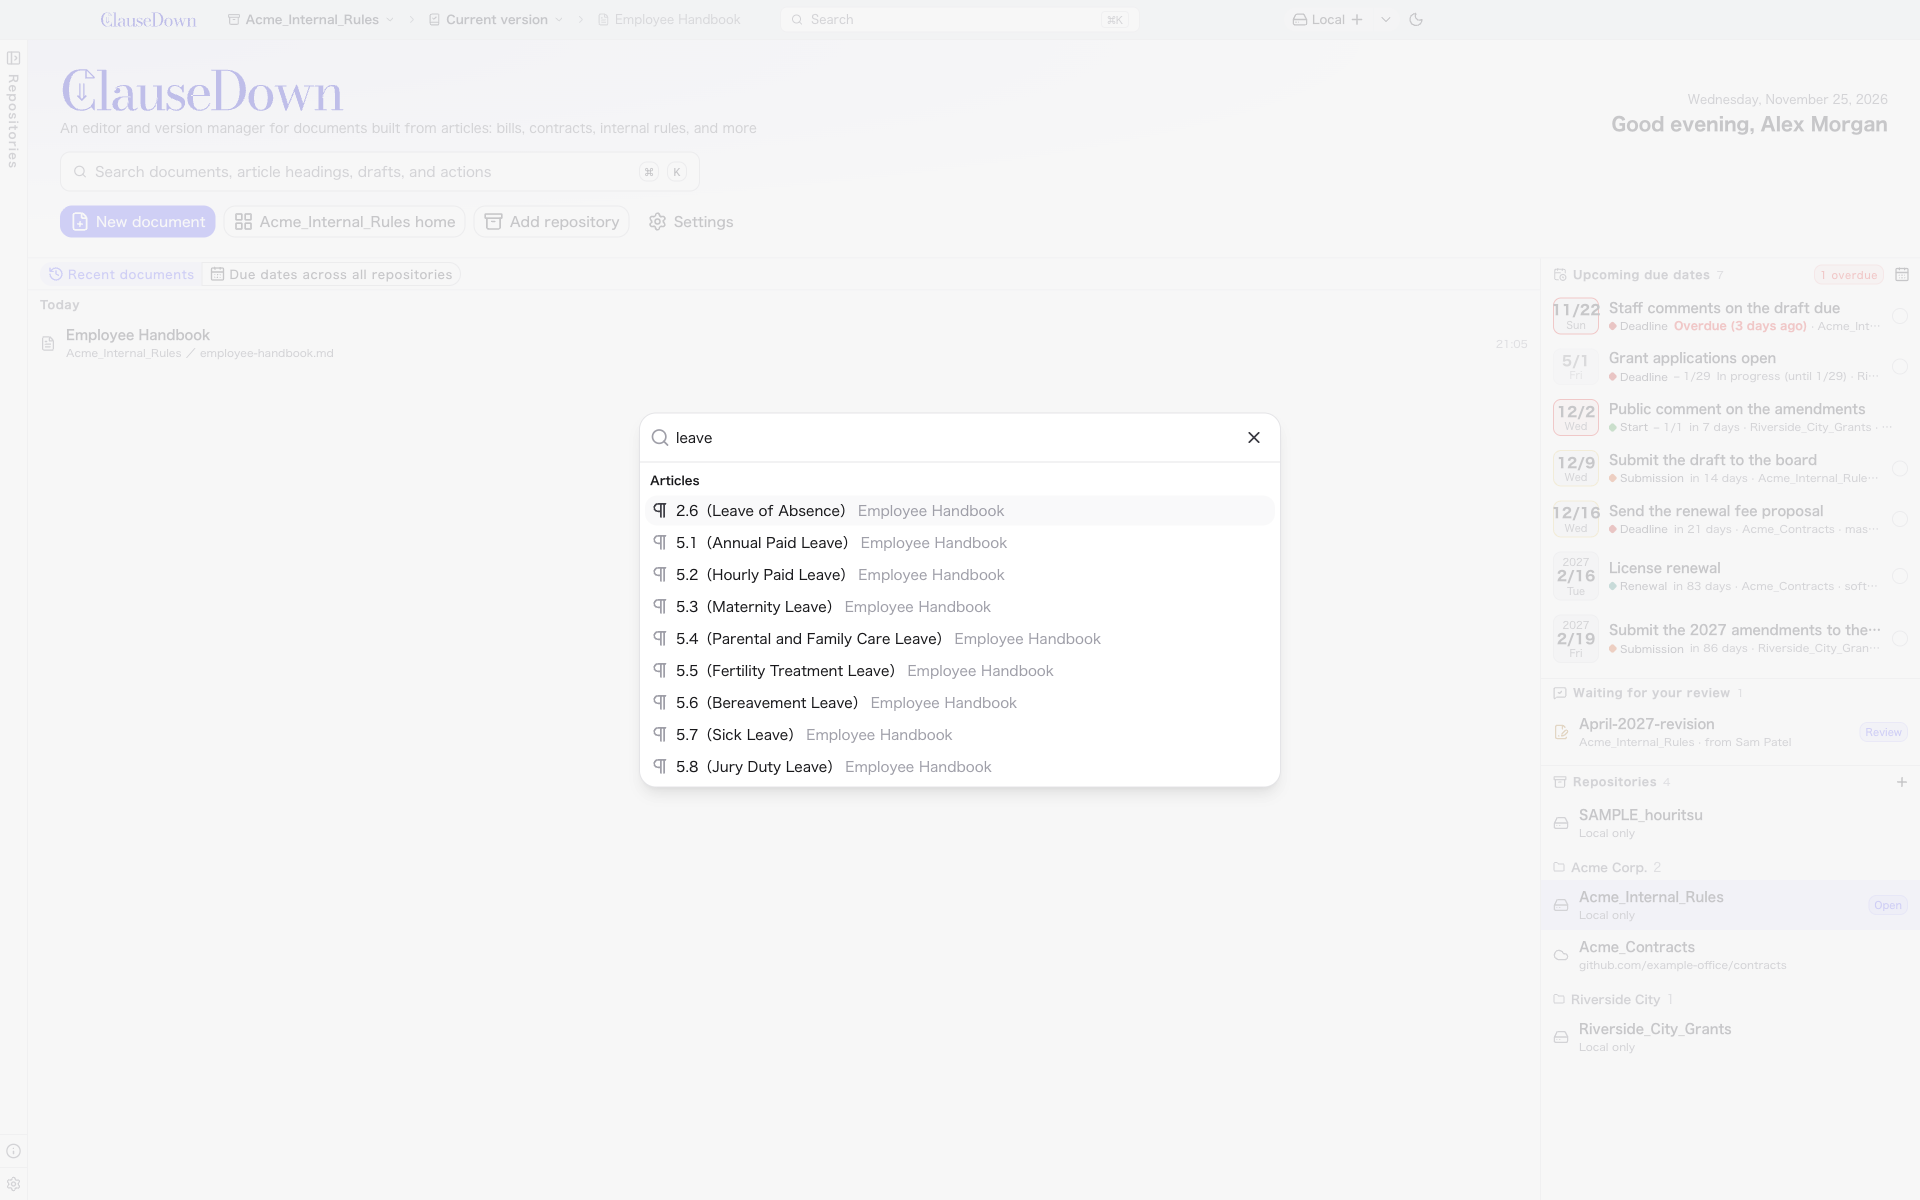 ClauseDown
Acme_Internal_Rules
Current version
Employee Handbook
Search
⌘K
Local
Repositories
ClauseDown
An editor and version manager for documents built from articles: bills, contracts, internal rules, and more
Wednesday, November 25, 2026
Good evening, Alex Morgan
Search documents, article headings, drafts, and actions
⌘ K
New document
Acme_Internal_Rules home
Add repository
Settings
Recent documents
Due dates across all repositories
Today
Employee Handbook
Acme_Internal_Rules ／ employee-handbook.md
21:05
leave
Articles
2.6 (Leave of Absence) Employee Handbook
5.1 (Annual Paid Leave) Employee Handbook
5.2 (Hourly Paid Leave) Employee Handbook
5.3 (Maternity Leave) Employee Handbook
5.4 (Parental and Family Care Leave) Employee Handbook
5.5 (Fertility Treatment Leave) Employee Handbook
5.6 (Bereavement Leave) Employee Handbook
5.7 (Sick Leave) Employee Handbook
5.8 (Jury Duty Leave) Employee Handbook
Upcoming due dates 7
1 overdue
11/22
Sun
Staff comments on the draft due
Deadline Overdue (3 days ago) · Acme_Int…
5/1
Fri
Grant applications open
Deadline – 1/29 In progress (until 1/29) · Ri…
12/2
Wed
Public comment on the amendments
Start – 1/1 in 7 days · Riverside_City_Grants · …
12/9
Wed
Submit the draft to the board
Submission in 14 days · Acme_Internal_Rule…
12/16
Wed
Send the renewal fee proposal
Deadline in 21 days · Acme_Contracts · mas…
2027
2/16
Tue
License renewal
Renewal in 83 days · Acme_Contracts · soft…
2027
2/19
Fri
Submit the 2027 amendments to the…
Submission in 86 days · Riverside_City_Gran…
Waiting for your review 1
April-2027-revision
Acme_Internal_Rules · from Sam Patel
Review
Repositories 4
SAMPLE_houritsu
Local only
Acme Corp. 2
Acme_Internal_Rules
Local only
Open
Acme_Contracts
github.com/example-office/contracts
Riverside City 1
Riverside_City_Grants
Local only